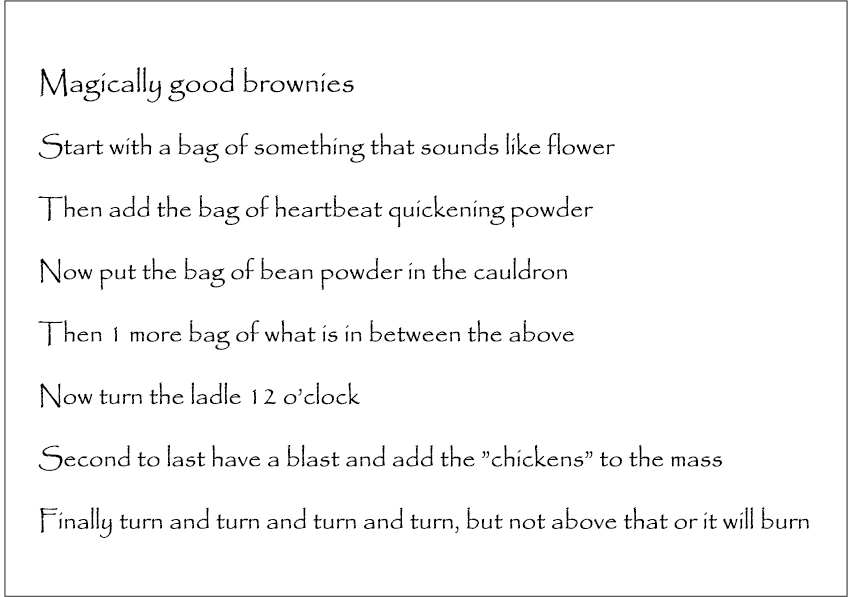 Magically good brownies
Start with a bag of something that sounds like flower
Then add the bag of heartbeat quickening powder
Now put the bag of bean powder in the cauldron
Then 1 more bag of what is in between the above
Now turn the ladle 12 o’clock
Second to last have a blast and add the ”chickens” to the mass
Finally turn and turn and turn and turn, but not above that or it will burn